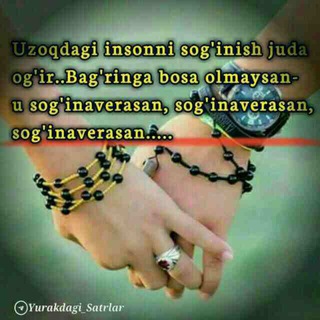 Uzoqdagi insonni sog'inish juda
og'ir..Bag'ringa bosa olmaysan-
u sog'inaverasan, sog'inaverasan,
sog'inaverasan.....
Yurakdagi_Satrlar